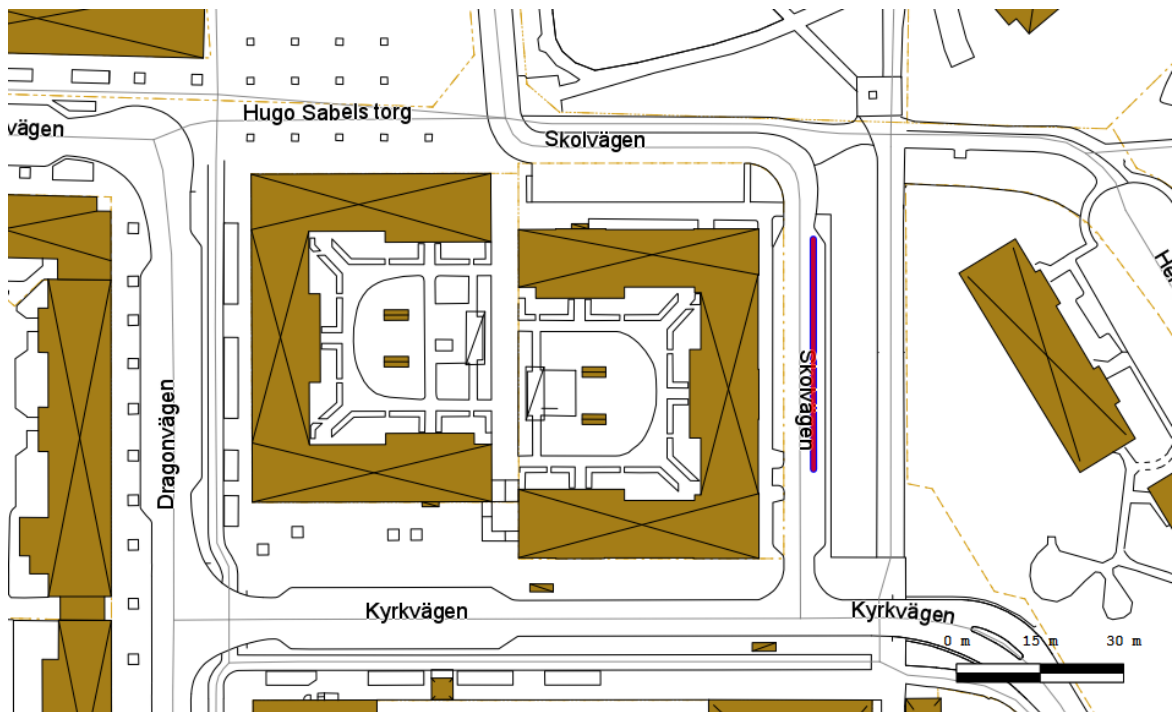 Hugo Sabels torg
vägen
Skolvägen
Skolvägen
Dragonvägen
Kyrkvägen
Kyrkvägen
0 m 15 m 30 m